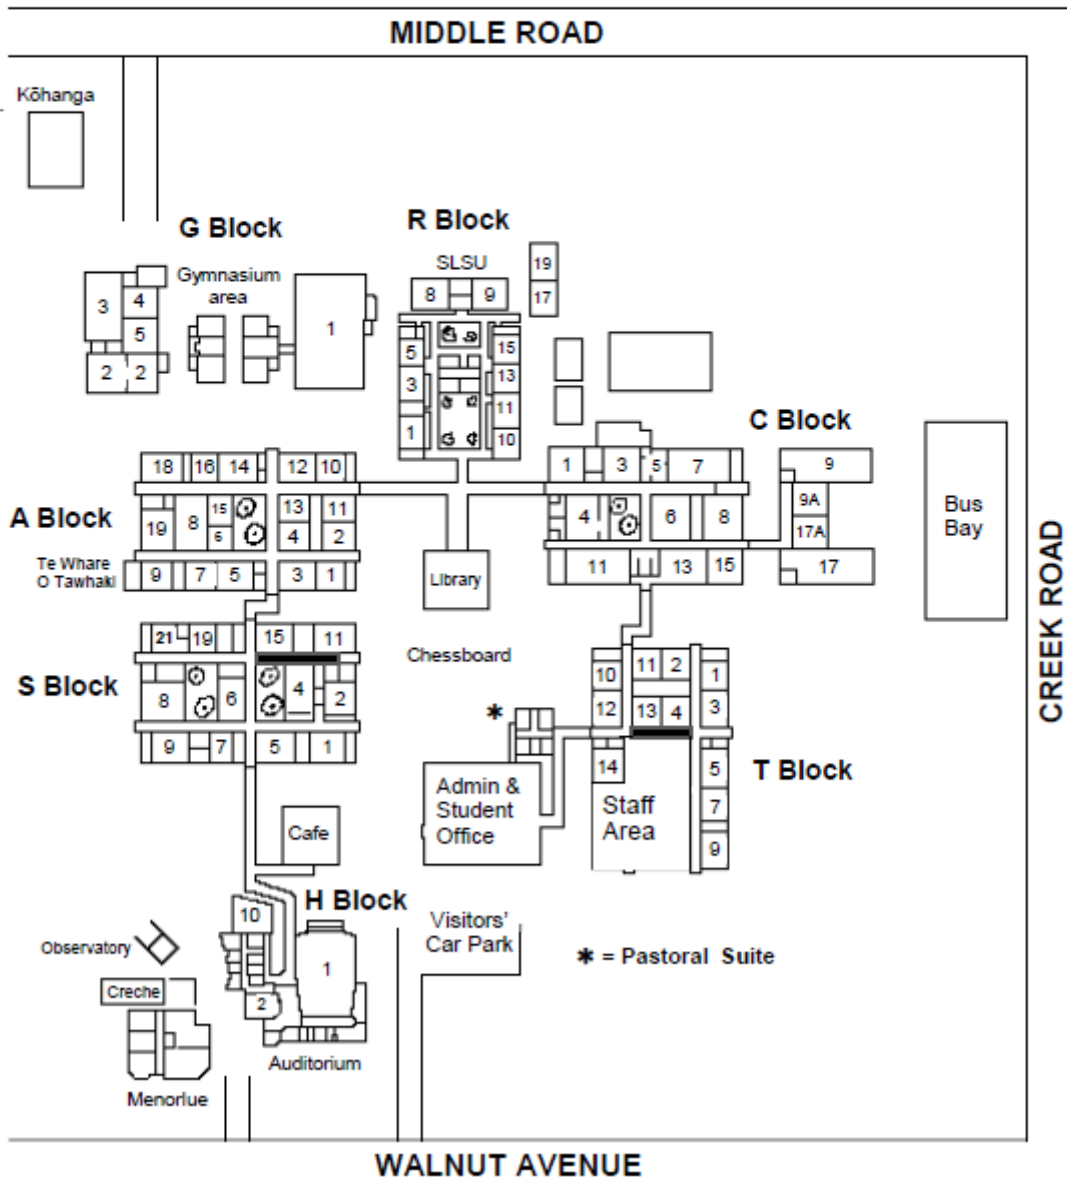 MIDDLE ROAD
Kōhanga
G Block
R Block
Gymnasium
area
SLSU
3
4
5
2 2
1
8 9
19
17
5
3
1
15
13
11
10
C Block
1 3 5 7
4 6 8
11 13 15
9
9A
17A
17
Bus
Bay
CREEK ROAD
A Block
18 16 14 12 10
19 8 15 6 13 4 11 2
Te Whare
O Tawhaki
9 7 5 3 1
Library
Chessboard
S Block
21 19 15 11
8 6 4 2
9 7 5 1
T Block
10 11 2 1
12 13 4 3
14
5
7
9
*
Admin &
Student
Office
Staff
Area
Cafe
H Block
10
1
2
Observatory
Creche
Menorlue
Auditorium
Visitors'
Car Park
* = Pastoral Suite
WALNUT AVENUE